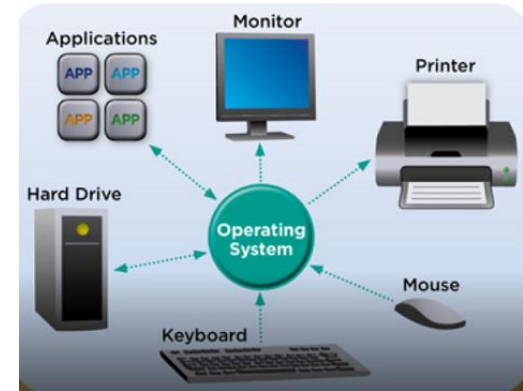 Applications
Monitor
Printer
APP APP
APP APP
Hard Drive
Operating
System
Mouse
Keyboard